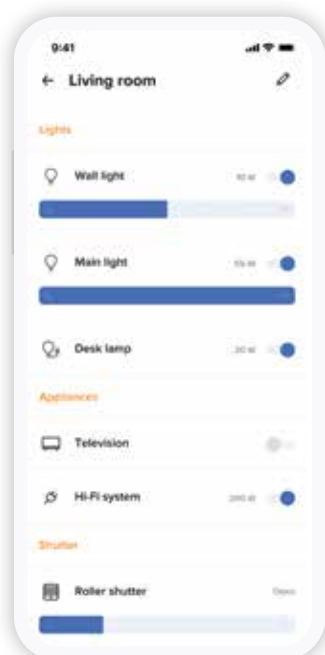 9:41
Living room
Lights
Wall light
Main light
Desk lamp
Appliances
Television
Hi-Fi system
Shutter
Roller shutter